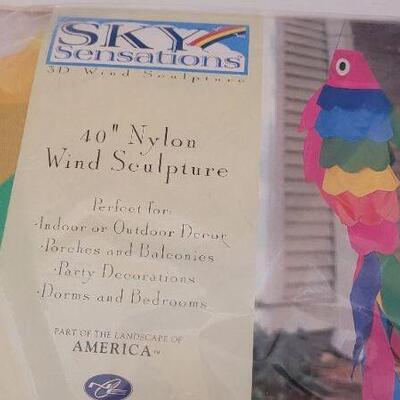 SKY
Sensations
3D Wind Sculpture
40" Nylon
Wind Sculpture
Perfect for:
·Indoor or Outdoor Decor
·Porches and Balconies
·Party Decorations
·Dorms and Bedrooms
PART OF THE LANDSCAPE OF
AMERICA™